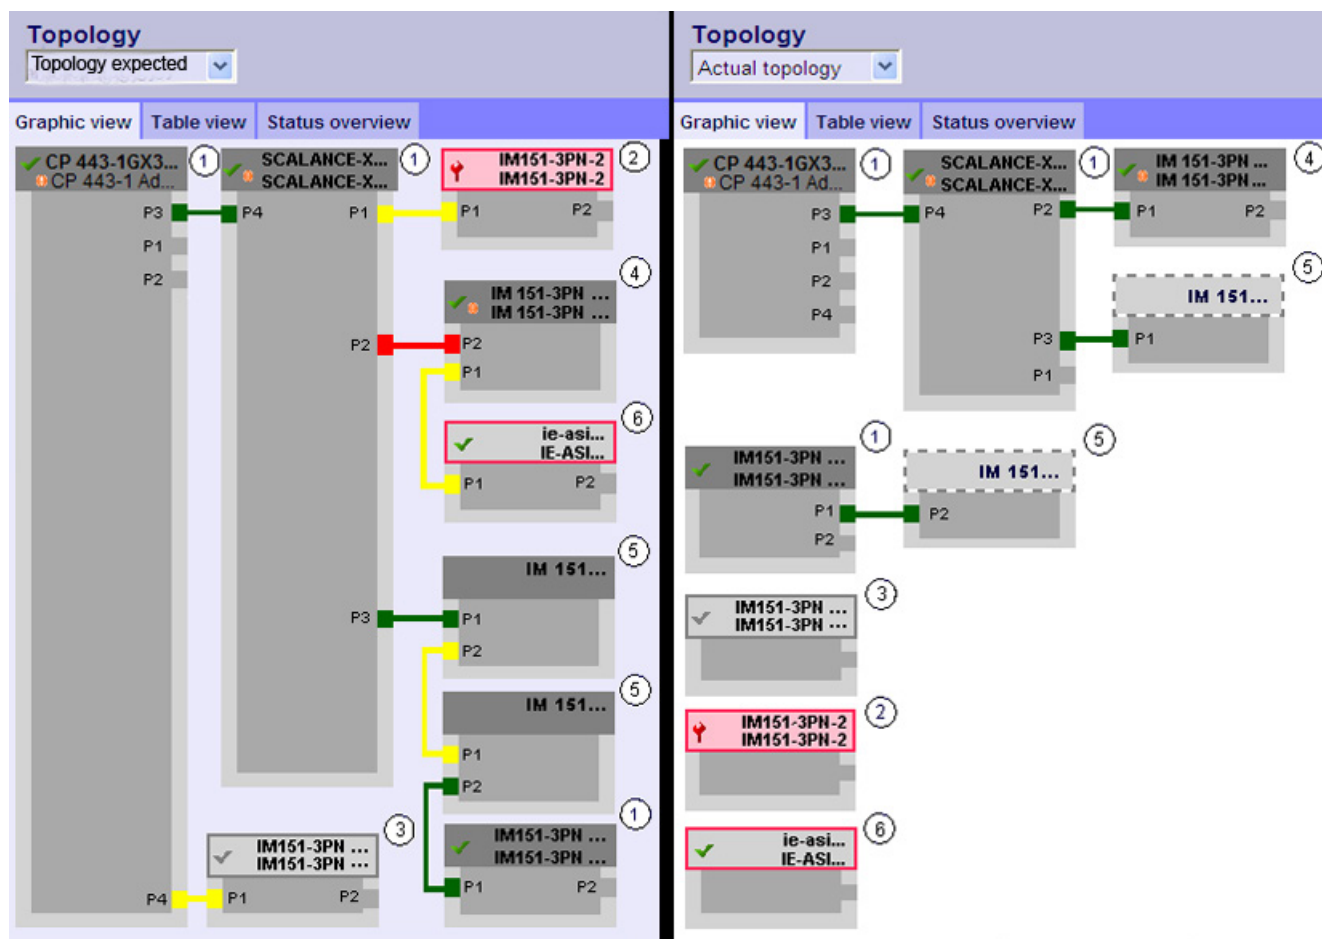 Topology
Topology expected
Graphic view Table view Status overview
CP 443-1GX3...
CP 443-1 Ad...
1
P3
P1
P2
P4
SCALANCE-X...
SCALANCE-X...
1
P4 P1
P2
P3
IM151-3PN-2
IM151-3PN-2
2
P1 P2
IM 151-3PN ...
IM 151-3PN ...
4
P2
P1
ie-asi...
IE-ASI...
6
P1 P2
IM 151...
5
P1
P2
IM 151...
5
P1
P2
IM151-3PN ...
IM151-3PN ...
1
P1 P2
IM151-3PN ...
IM151-3PN ...
3
P1 P2
Topology
Actual topology
Graphic view Table view Status overview
CP 443-1GX3...
CP 443-1 Ad...
1
P3
P1
P2
P4
SCALANCE-X...
SCALANCE-X...
1
P4 P2
P3
P1
IM 151-3PN ...
IM 151-3PN ...
4
P1 P2
IM 151...
5
P1
IM151-3PN ...
IM151-3PN ...
1
P1
P2
IM 151...
5
P2
IM151-3PN ...
IM151-3PN ...
3
IM151-3PN-2
IM151-3PN-2
2
ie-asi...
IE-ASI...
6